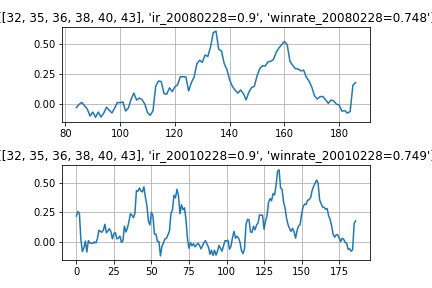 [[32, 35, 36, 38, 40, 43], 'ir_20080228=0.9', 'winrate_20080228=0.748']
0.50
0.25
0.00
80 100 120 140 160 180
[[32, 35, 36, 38, 40, 43], 'ir_20010228=0.9', 'winrate_20010228=0.749']
0.50
0.25
0.00
0 25 50 75 100 125 150 175